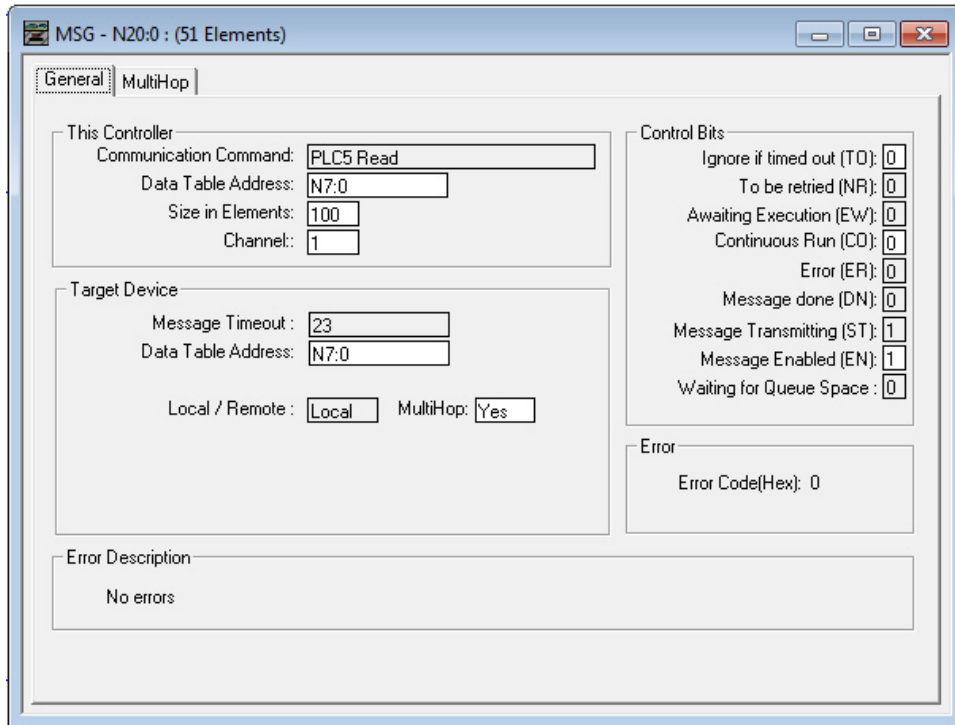 MSG - N20:0 : (51 Elements)
General MultiHop
This Controller
Communication Command: PLC5 Read
Data Table Address: N7:0
Size in Elements: 100
Channel:: 1
Target Device
Message Timeout : 23
Data Table Address: N7:0
Local / Remote : Local MultiHop: Yes
Control Bits
Ignore if timed out (TO): 0
To be retried (NR): 0
Awaiting Execution (EW): 0
Continuous Run (CO): 0
Error (ER): 0
Message done (DN): 0
Message Transmitting (ST): 1
Message Enabled (EN): 1
Waiting for Queue Space : 0
Error
Error Code(Hex): 0
Error Description
No errors